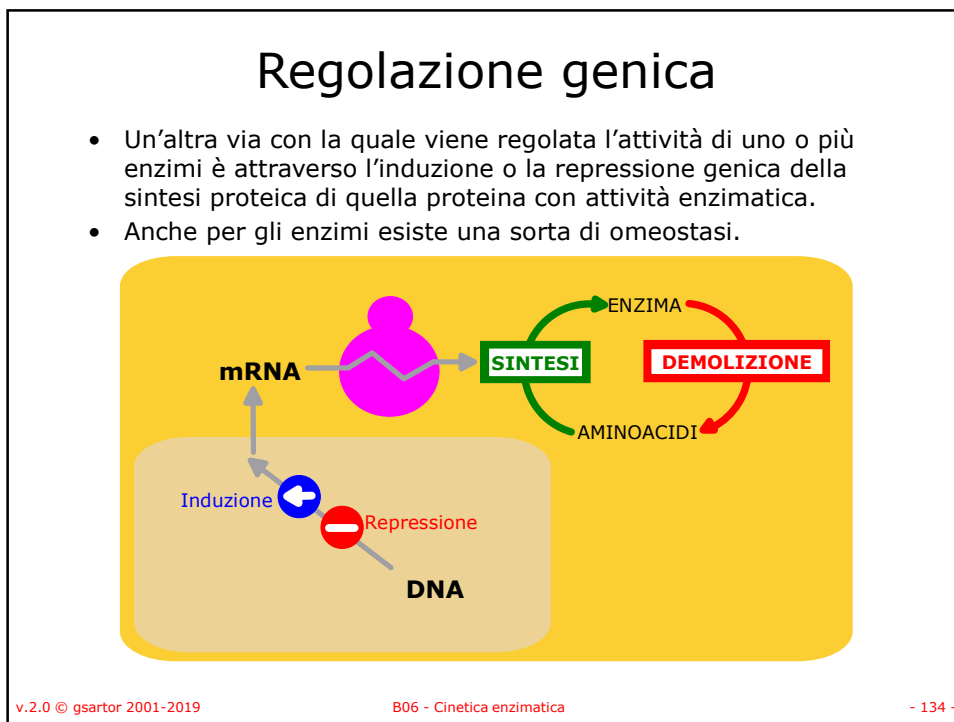 Regolazione genica
• Un’altra via con la quale viene regolata l’attività di uno o più
enzimi è attraverso l’induzione o la repressione genica della
sintesi proteica di quella proteina con attività enzimatica.
• Anche per gli enzimi esiste una sorta di omeostasi.
ENZIMA
SINTESI
DEMOLIZIONE
mRNA
AMINOACIDI
Induzione
Repressione
DNA
v.2.0 © gsartor 2001-2019
B06 - Cinetica enzimatica
- 134 -